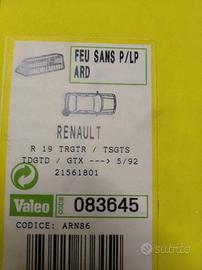 FEU SANS P/LP
ARD
RENAULT
R 19 TRGTR / TSGTS
TDGTD / GTX ---> 5/92
21561801
Valeo CODE 083645
CODICE: ARN86
subito